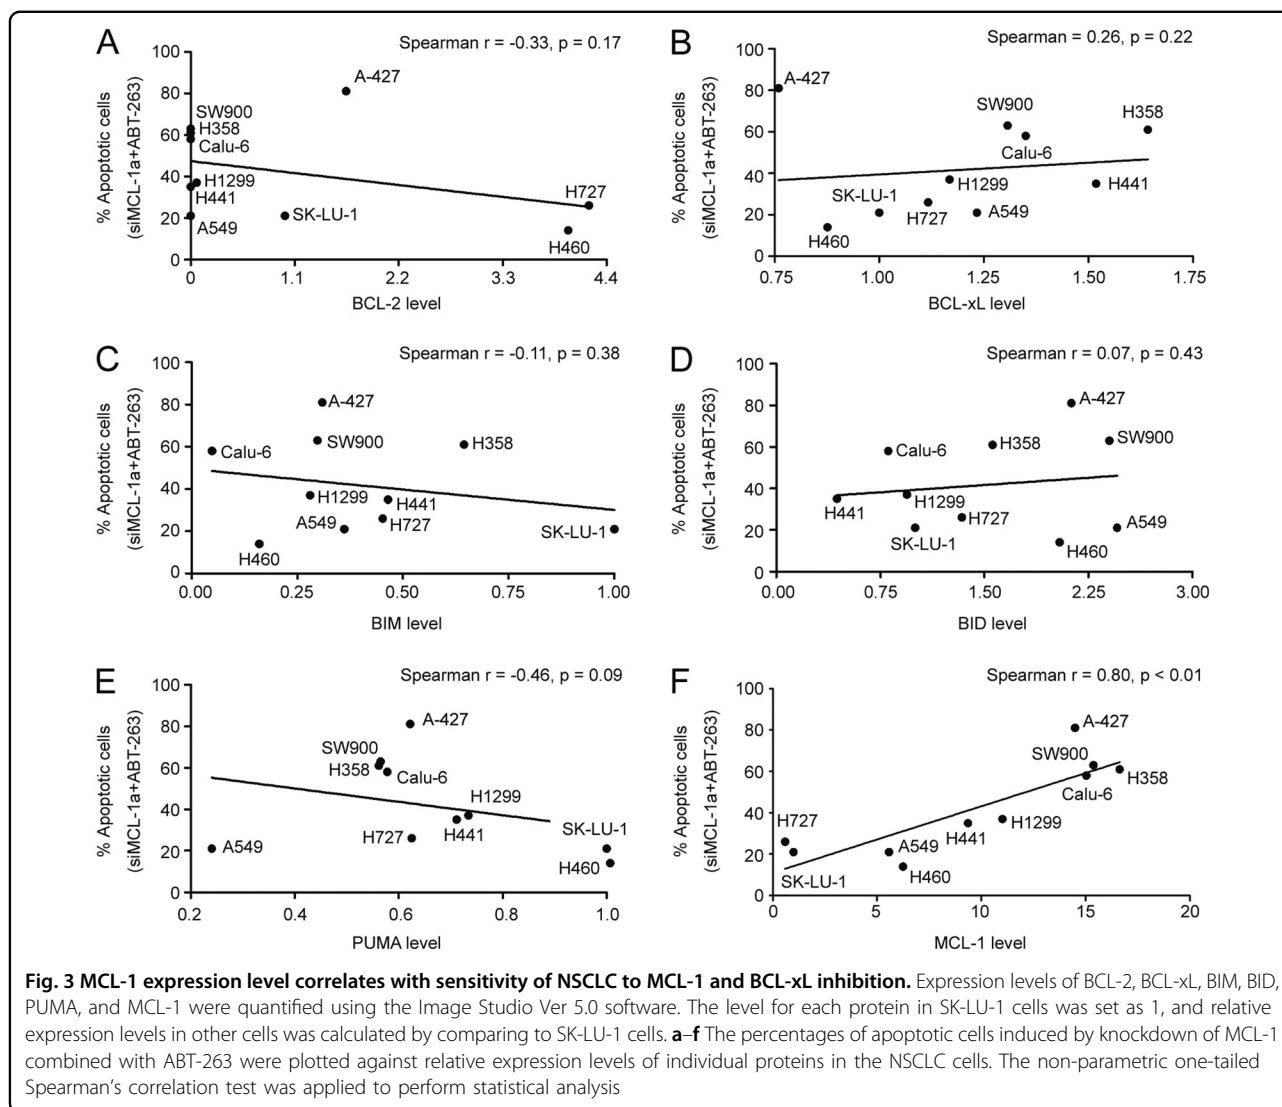 A
Spearman r = -0.33, p = 0.17
% Apoptotic cells
(siMCL-1a+ABT-263)
100
80
60
40
20
0
A-427
SW900
H358
Calu-6
H1299
H441
A549
SK-LU-1
H727
H460
0
1.1
2.2
3.3
4.4
BCL-2 level
B
Spearman = 0.26, p = 0.22
% Apoptotic cells
(siMCL-1a+ABT-263)
100
80
60
40
20
0
A-427
SW900
H358
Calu-6
SK-LU-1
H1299
H441
H727
A549
H460
0.75
1.00
1.25
1.50
1.75
BCL-xL level
C
Spearman r = -0.11, p = 0.38
% Apoptotic cells
(siMCL-1a+ABT-263)
100
80
60
40
20
0
A-427
Calu-6
SW900
H358
H1299
H441
A549
H727
SK-LU-1
H460
0.00
0.25
0.50
0.75
1.00
BIM level
D
Spearman r = 0.07, p = 0.43
% Apoptotic cells
(siMCL-1a+ABT-263)
100
80
60
40
20
0
A-427
Calu-6
H358
SW900
H441
H1299
H727
A549
SK-LU-1
H460
0.00
0.75
1.50
2.25
3.00
BID level
E
Spearman r = -0.46, p = 0.09
% Apoptotic cells
(siMCL-1a+ABT-263)
100
80
60
40
20
0
A-427
SW900
H358
Calu-6
H1299
A549
H727
H441
SK-LU-1
H460
0.2
0.4
0.6
0.8
1.0
PUMA level
F
Spearman r = 0.80, p < 0.01
% Apoptotic cells
(siMCL-1a+ABT-263)
100
80
60
40
20
0
A-427
SW900
H358
Calu-6
H727
H1299
A549
H441
SK-LU-1
H460
0
5
10
15
20
MCL-1 level
Fig. 3 MCL-1 expression level correlates with sensitivity of NSCLC to MCL-1 and BCL-xL inhibition. Expression levels of BCL-2, BCL-xL, BIM, BID,
PUMA, and MCL-1 were quantified using the Image Studio Ver 5.0 software. The level for each protein in SK-LU-1 cells was set as 1, and relative
expression levels in other cells was calculated by comparing to SK-LU-1 cells. a–f The percentages of apoptotic cells induced by knockdown of MCL-1
combined with ABT-263 were plotted against relative expression levels of individual proteins in the NSCLC cells. The non-parametric one-tailed
Spearman's correlation test was applied to perform statistical analysis